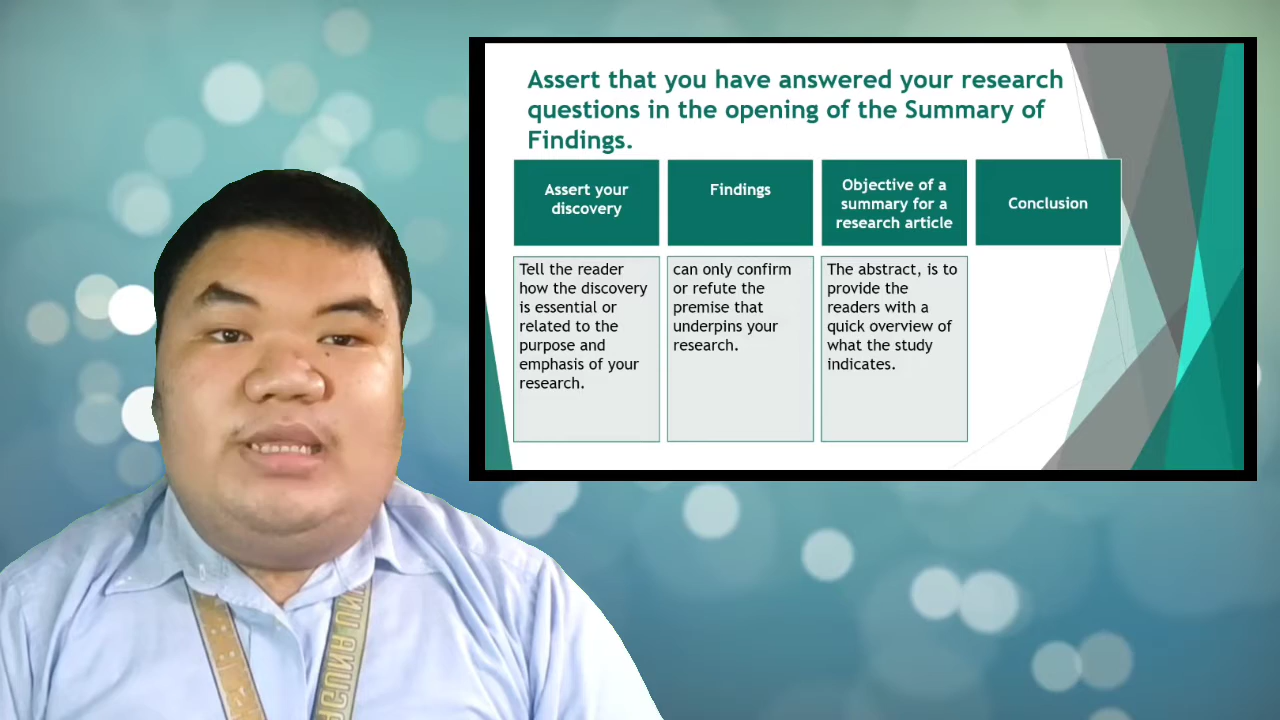 Assert that you have answered your research
questions in the opening of the Summary of
Findings.
Assert your
discovery
Findings
Objective of a
summary for a
research article
Conclusion
Tell the reader
how the discovery
is essential or
related to the
purpose and
emphasis of your
research.
can only confirm
or refute the
premise that
underpins your
research.
The abstract, is to
provide the
readers with a
quick overview of
what the study
indicates.